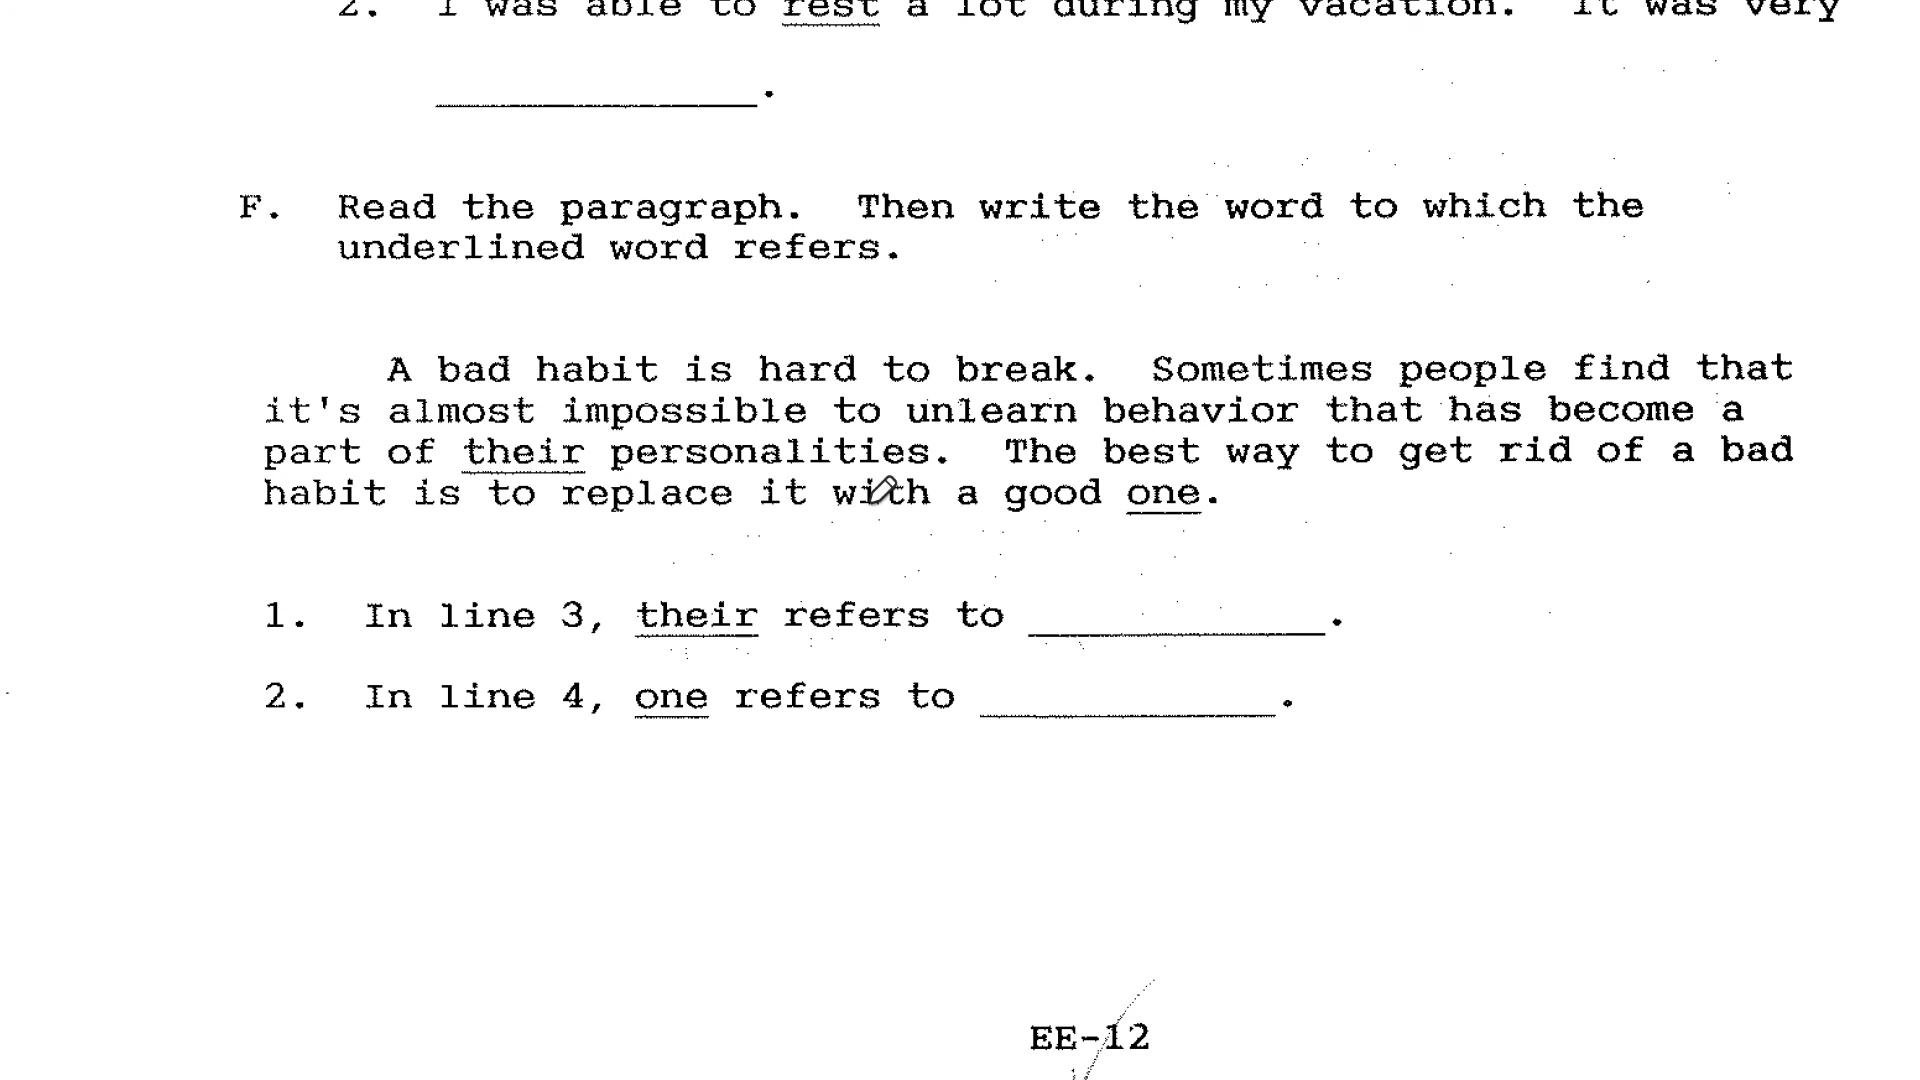 2. I was able to rest a lot during my vacation. It was very
____________.
F. Read the paragraph. Then write the word to which the
underlined word refers.
A bad habit is hard to break. Sometimes people find that
it's almost impossible to unlearn behavior that has become a
part of their personalities. The best way to get rid of a bad
habit is to replace it with a good one.
1. In line 3, their refers to ____________.
2. In line 4, one refers to ____________.
EE-12